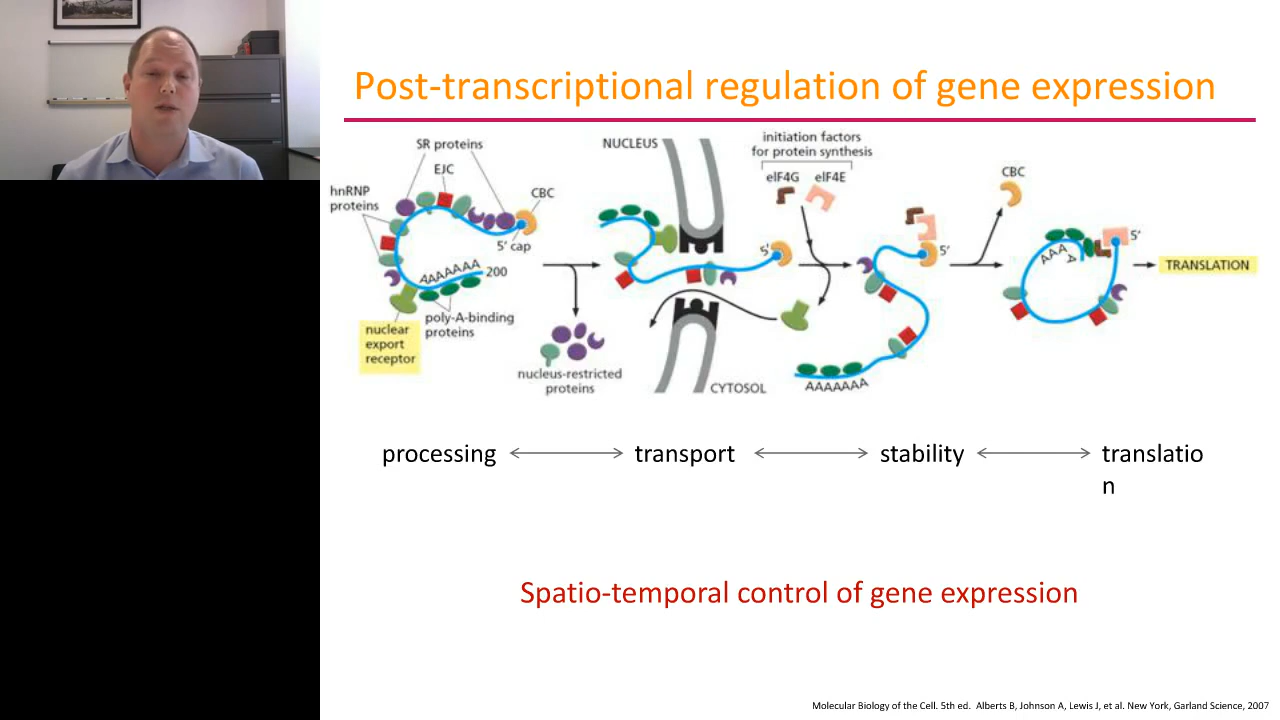 Post-transcriptional regulation of gene expression
SR proteins
EJC
hnRNP
proteins
CBC
5' cap
AAAAAAA
200
poly-A-binding
proteins
nuclear
export
receptor
nucleus-restricted
proteins
NUCLEUS
5'
CYTOSOL
initiation factors
for protein synthesis
eIF4G eIF4E
5'
AAAAAAA
CBC
5'
AAA
A
TRANSLATION
processing
transport
stability
translatio
n
Spatio-temporal control of gene expression
Molecular Biology of the Cell. 5th ed. Alberts B, Johnson A, Lewis J, et al. New York, Garland Science, 2007